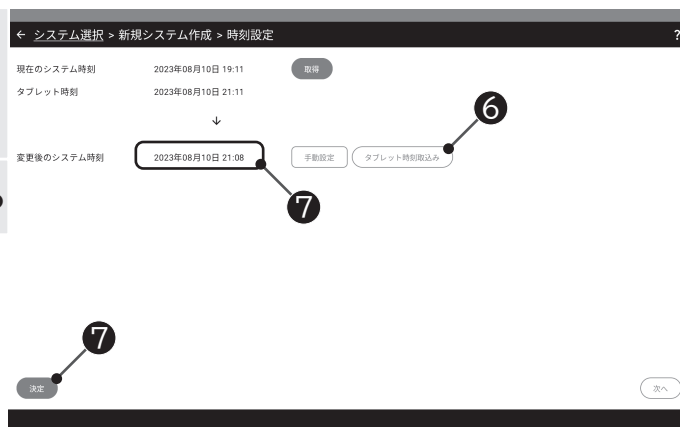 ← システム選択 > 新規システム作成 > 時刻設定 ?
現在のシステム時刻 2023年08月10日 19:11 取得
タブレット時刻 2023年08月10日 21:11
↓
6
変更後のシステム時刻 2023年08月10日 21:08 手動設定 タブレット時刻取込み
7
7
決定 次へ